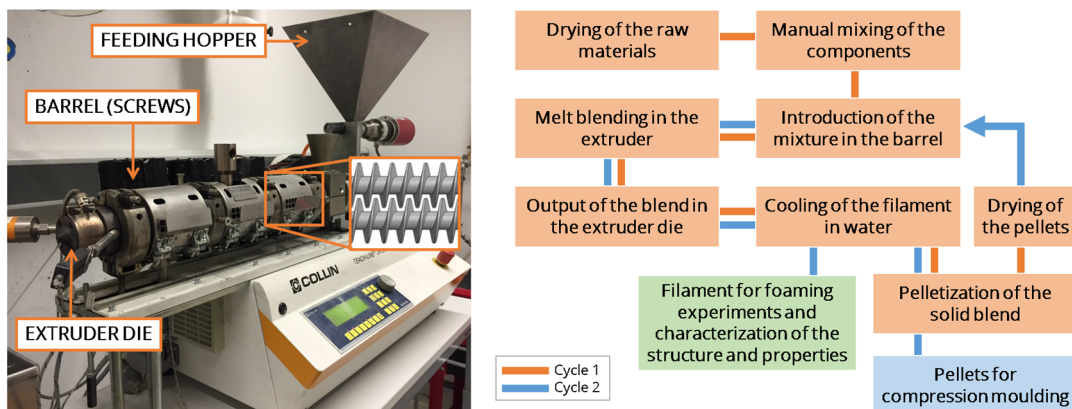 FEEDING HOPPER
BARREL (SCREWS)
EXTRUDER DIE
COLLIN
Drying of the raw
materials
Manual mixing of the
components
Melt blending in the
extruder
Introduction of the
mixture in the barrel
Output of the blend in
the extruder die
Cooling of the filament
in water
Drying of
the pellets
Filament for foaming
experiments and
characterization of the
structure and properties
Pelletization of the
solid blend
Cycle 1
Cycle 2
Pellets for
compression moulding